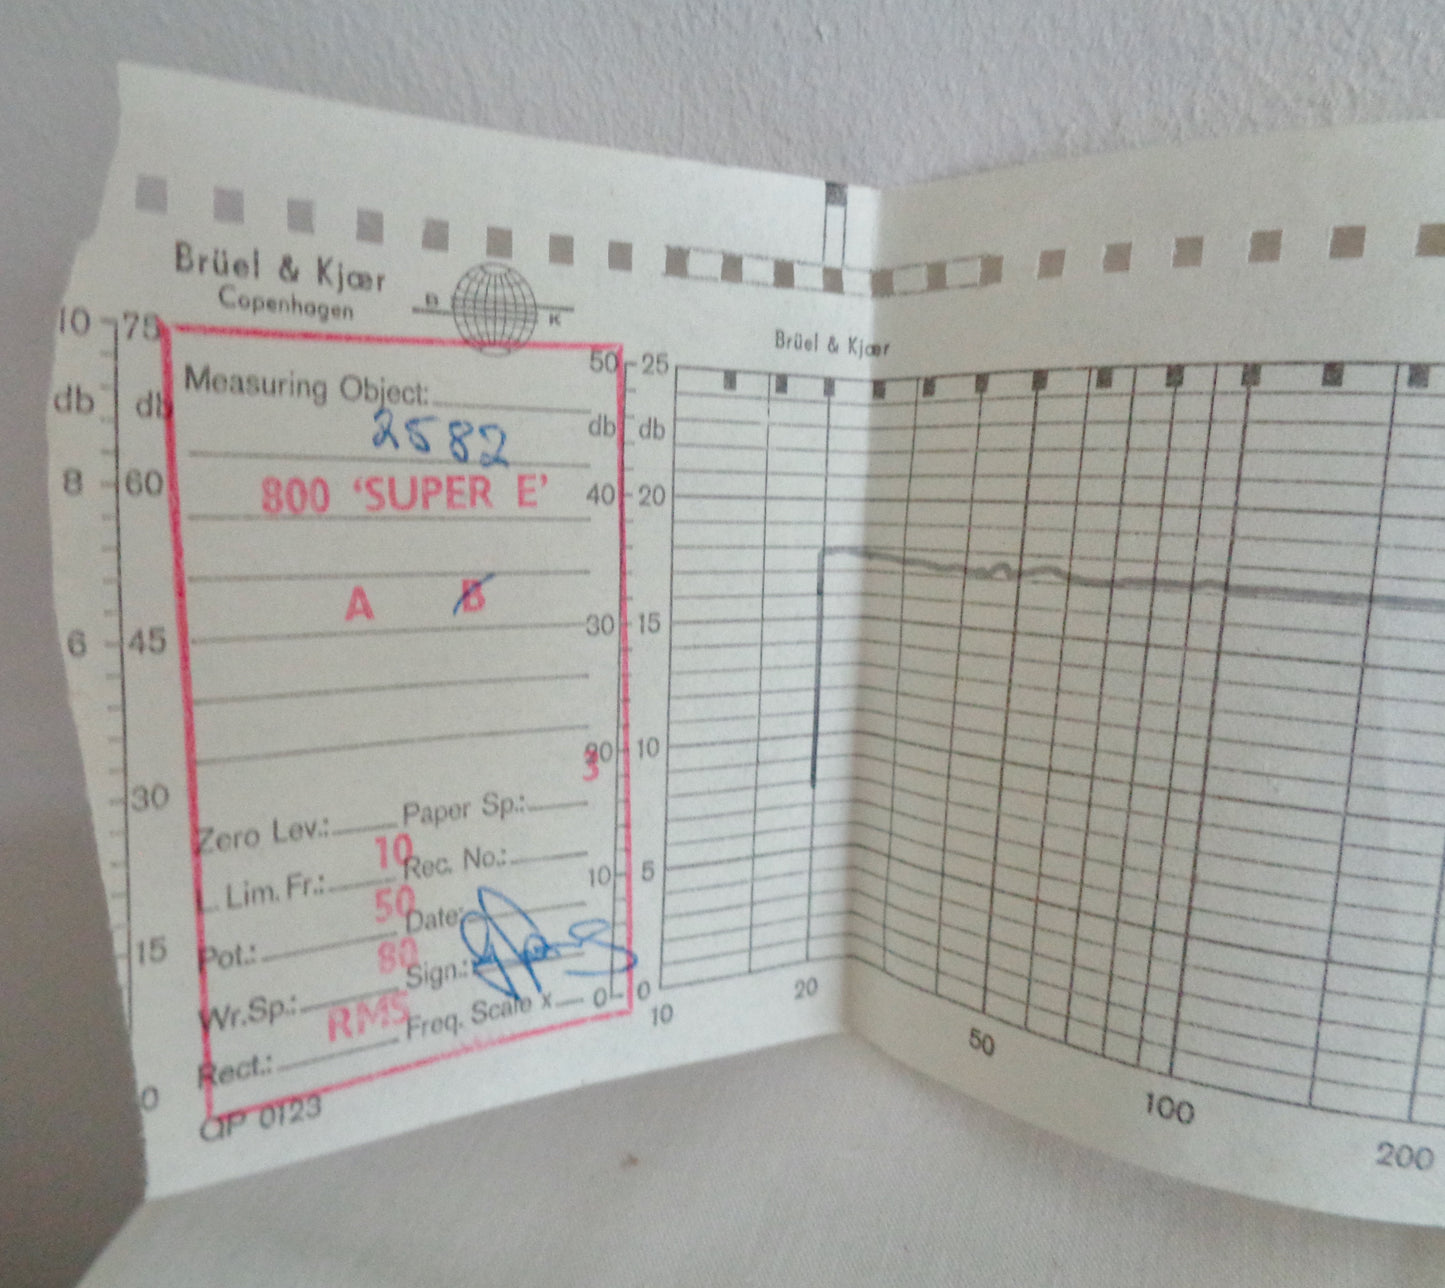 Brüel & Kjær
Copenhagen
B K
Measuring Object:
2582
800 'SUPER E'
A B
Zero Lev.: Paper Sp.: 3
L. Lim. Fr.: 10 Rec. No.:
Pot.: 50 Date:
Wr.Sp.: 80 Sign.:
Rect.: RMS Freq. Scale x
QP 0123
10 75
db db
8 60
6 45
30
15
0
50 25
db db
40 20
30 15
20 10
10 5
0 0
Brüel & Kjær
10 20 50 100 200